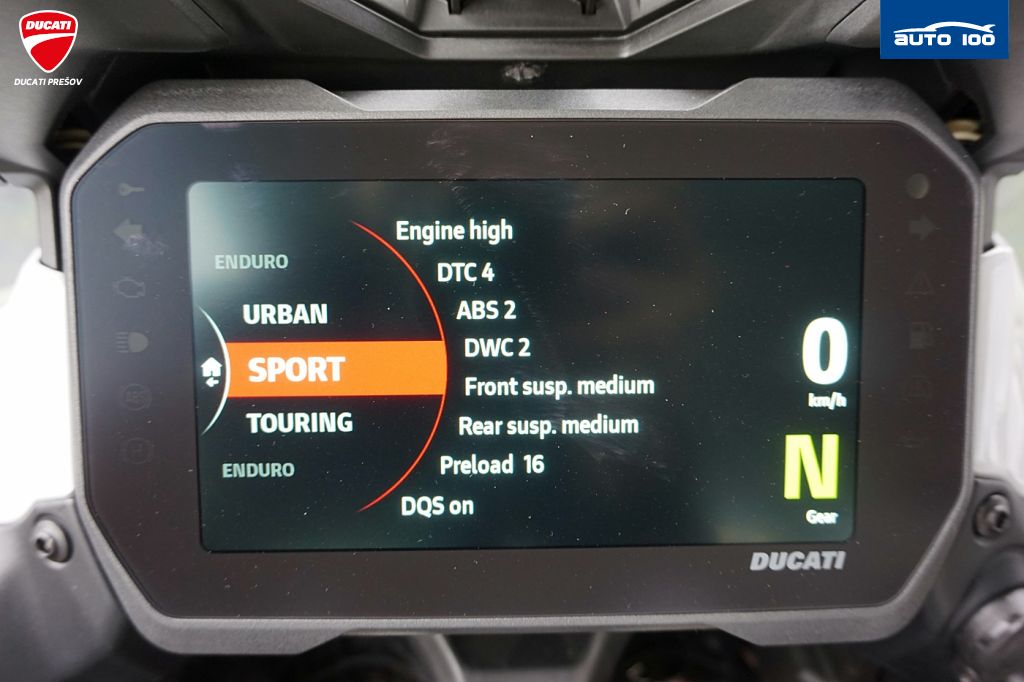 DUCATI
DUCATI PREŠOV
AUTO 100
ENDURO
URBAN
SPORT
TOURING
ENDURO
Engine high
DTC 4
ABS 2
DWC 2
Front susp. medium
Rear susp. medium
Preload 16
DQS on
0
km/h
N
Gear
ABS
DUCATI